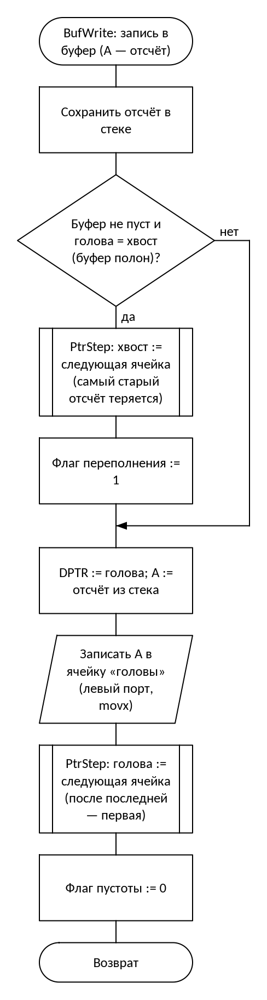 BufWrite: запись в
буфер (A — отсчёт)
Сохранить отсчёт в
стеке
Буфер не пуст и
голова = хвост
(буфер полон)?
нет
да
PtrStep: хвост :=
следующая ячейка
(самый старый
отсчёт теряется)
Флаг переполнения :=
1
DPTR := голова; A :=
отсчёт из стека
Записать A в
ячейку «головы»
(левый порт,
movx)
PtrStep: голова :=
следующая ячейка
(после последней
— первая)
Флаг пустоты := 0
Возврат